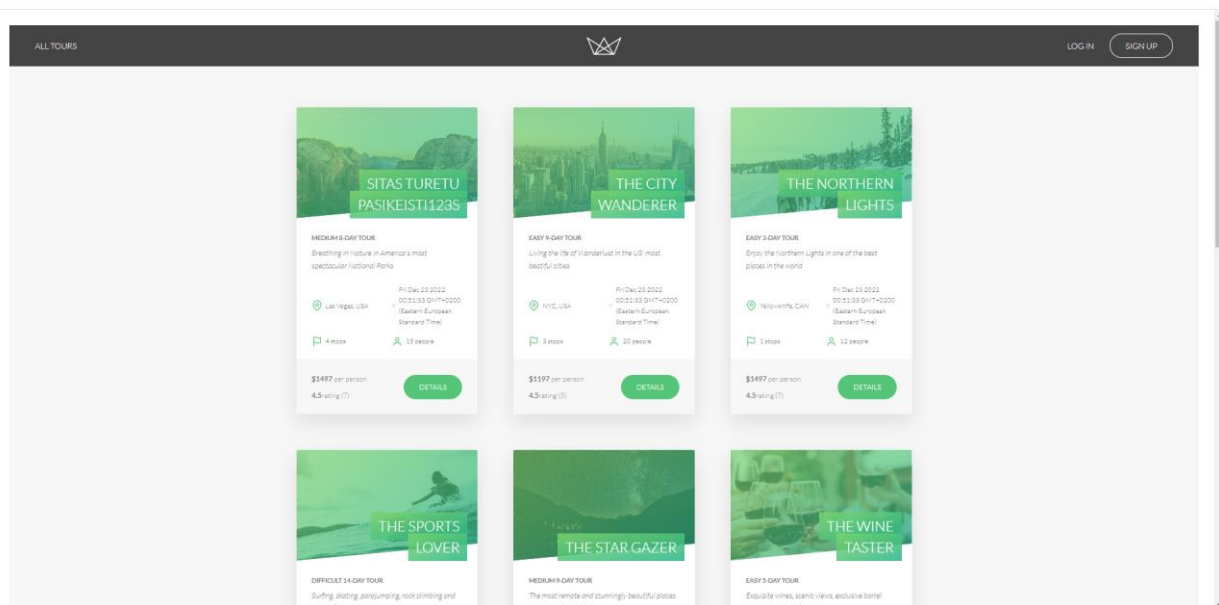 ALL TOURS
LOG IN
SIGN UP
SITAS TURETU
PASIKEISTI1235
MEDIUM 8-DAY TOUR
Breathing in Nature in America's most
spectacular National Parks
Las Vegas, USA
Fri Dec 23 2022
00:51:33 GMT+0200
(Eastern European
Standard Time)
4 stops
15 people
$1497 per person
4.5 rating (7)
DETAILS
THE CITY
WANDERER
EASY 9-DAY TOUR
Living the life of Wanderlust in the US' most
beatiful cities
NYC, USA
Fri Dec 23 2022
00:51:33 GMT+0200
(Eastern European
Standard Time)
3 stops
20 people
$1197 per person
4.5 rating (5)
DETAILS
THE NORTHERN
LIGHTS
EASY 3-DAY TOUR
Enjoy the Northern Lights in one of the best
places in the world
Yellowknife, CAN
Fri Dec 23 2022
00:51:33 GMT+0200
(Eastern European
Standard Time)
1 stops
12 people
$1497 per person
4.5 rating (7)
DETAILS
THE SPORTS
LOVER
DIFFICULT 14-DAY TOUR
Surfing, skating, parajumping, rock climbing and
THE STAR GAZER
MEDIUM 9-DAY TOUR
The most remote and stunningly beautiful places
THE WINE
TASTER
EASY 5-DAY TOUR
Exquisite wines, scenic views, exclusive barrel